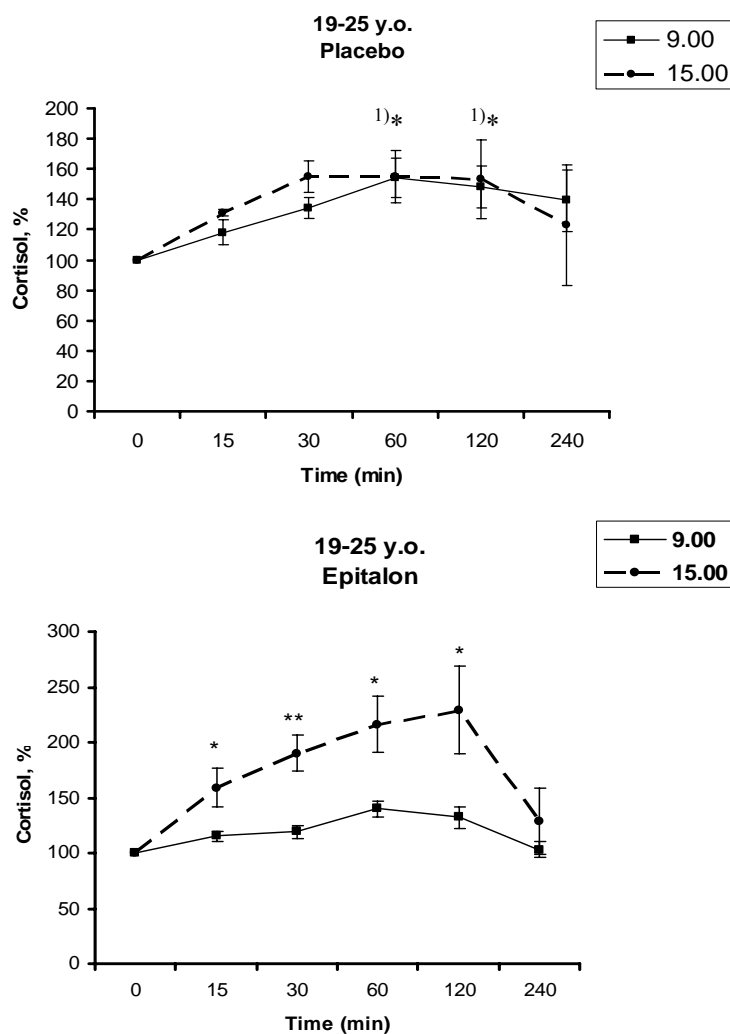 19-25 y.o.
Placebo
9.00
15.00
1)* 1)*
200
180
160
140
120
100
80
60
40
20
0
Cortisol, %
0 15 30 60 120 240
Time (min)
19-25 y.o.
Epitalon
9.00
15.00
300
250
200
150
100
50
0
Cortisol, %
* ** * *
0 15 30 60 120 240
Time (min)